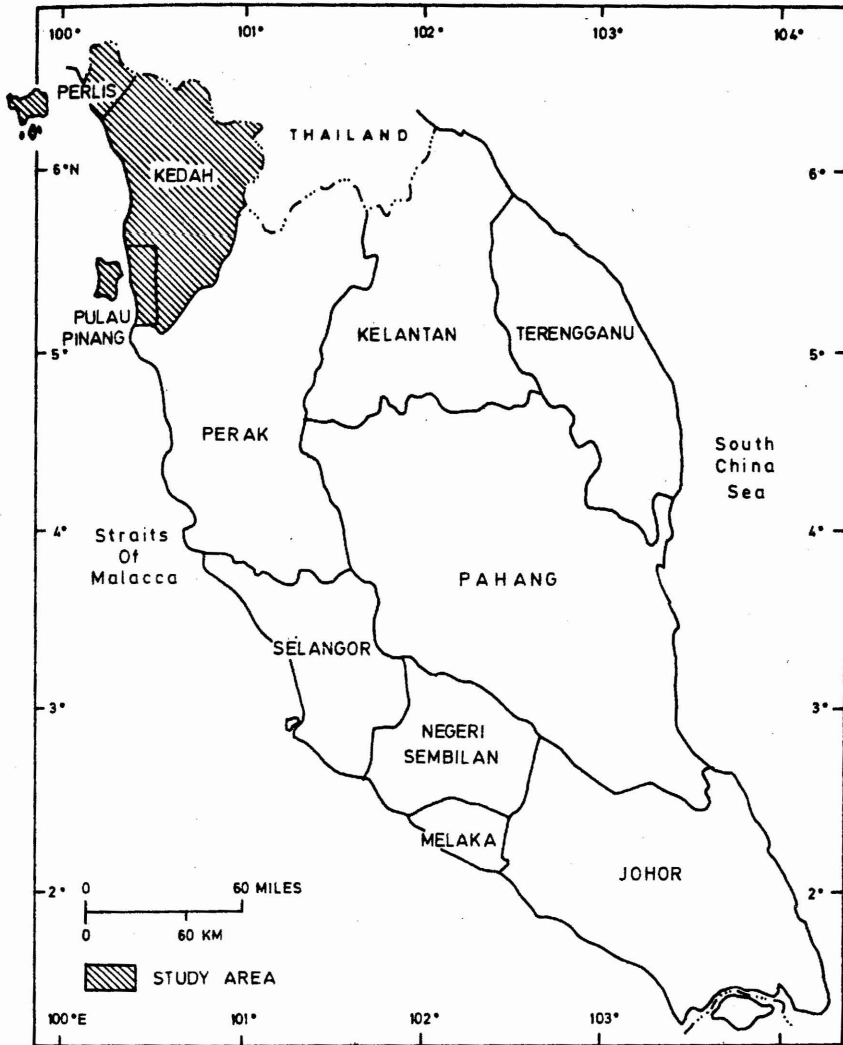 100° 101° 102° 103° 104°
PERLIS
THAILAND
6°N 6°
KEDAH
PULAU
PINANG
KELANTAN TERENGGANU
5° 5°
PERAK
South
China
Sea
Straits
Of
Malacca
4° 4°
PAHANG
SELANGOR
3° 3°
NEGERI
SEMBILAN
MELAKA
JOHOR
2° 2°
0 60 MILES
0 60 KM
STUDY AREA
100°E 101° 102° 103° 104°